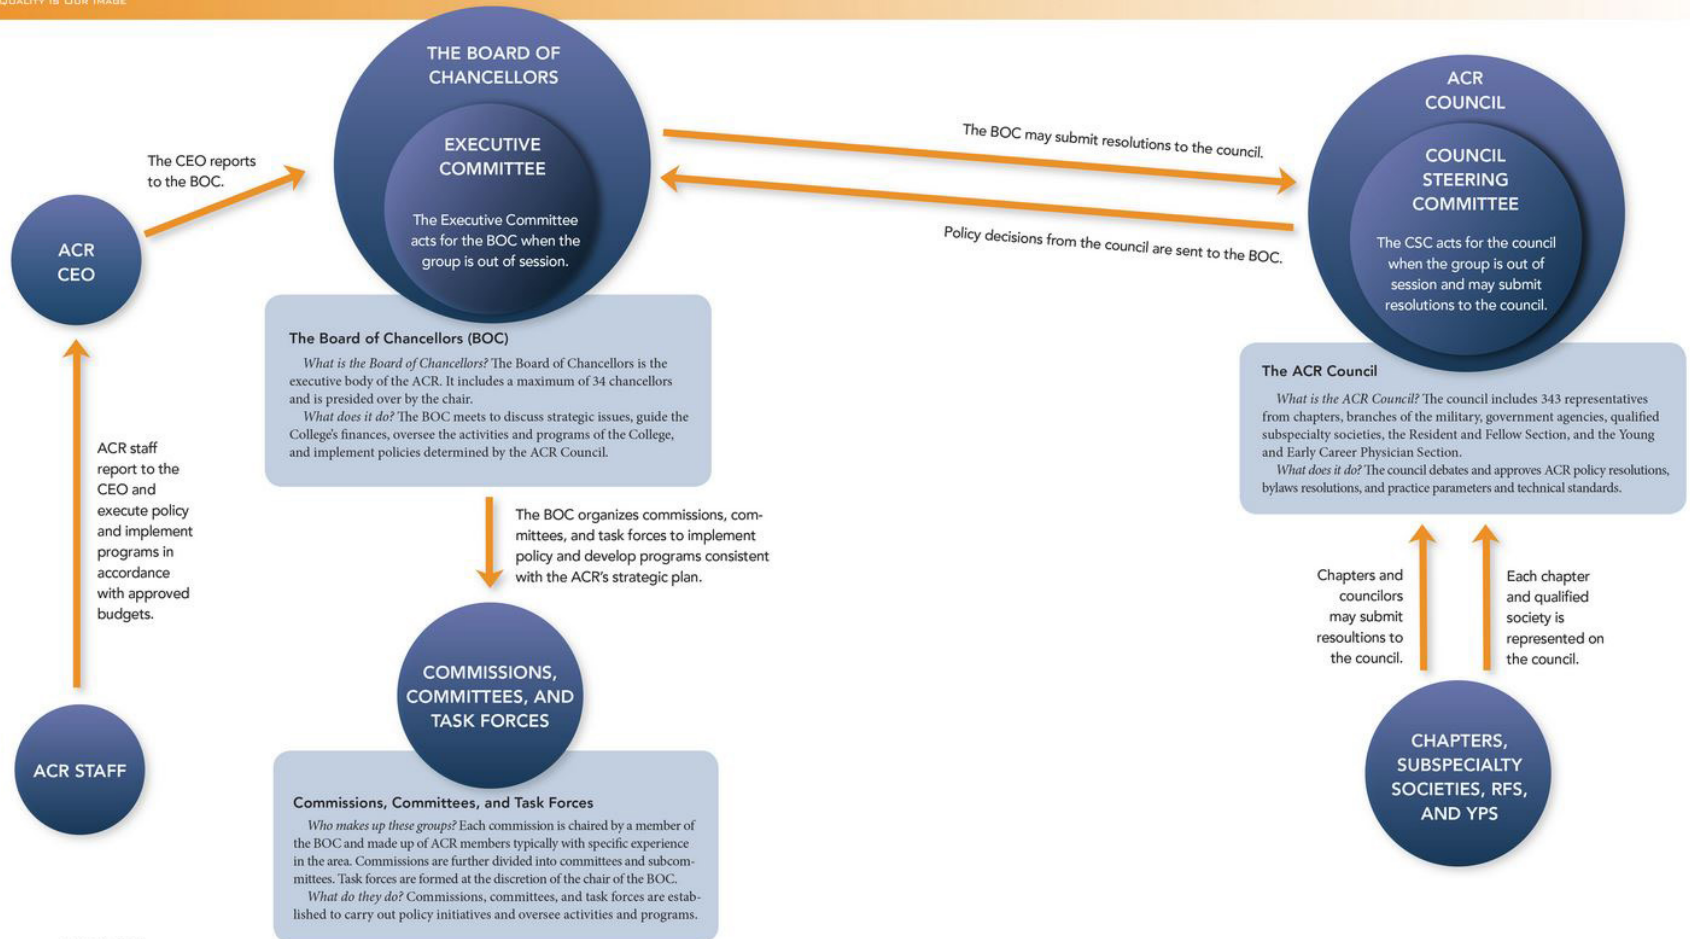 QUALITY IS OUR IMAGE
THE BOARD OF
CHANCELLORS
EXECUTIVE
COMMITTEE
The Executive Committee
acts for the BOC when the
group is out of session.
The CEO reports
to the BOC.
ACR
CEO
The BOC may submit resolutions to the council.
Policy decisions from the council are sent to the BOC.
ACR
COUNCIL
COUNCIL
STEERING
COMMITTEE
The CSC acts for the council
when the group is out of
session and may submit
resolutions to the council.
The Board of Chancellors (BOC)
What is the Board of Chancellors? The Board of Chancellors is the
executive body of the ACR. It includes a maximum of 34 chancellors
and is presided over by the chair.
What does it do? The BOC meets to discuss strategic issues, guide the
College's finances, oversee the activities and programs of the College,
and implement policies determined by the ACR Council.
The ACR Council
What is the ACR Council? The council includes 343 representatives
from chapters, branches of the military, government agencies, qualified
subspecialty societies, the Resident and Fellow Section, and the Young
and Early Career Physician Section.
What does it do? The council debates and approves ACR policy resolutions,
bylaws resolutions, and practice parameters and technical standards.
ACR staff
report to the
CEO and
execute policy
and implement
programs in
accordance
with approved
budgets.
The BOC organizes commissions, com-
mittees, and task forces to implement
policy and develop programs consistent
with the ACR's strategic plan.
Chapters and
councilors
may submit
resoultions to
the council.
Each chapter
and qualified
society is
represented on
the council.
COMMISSIONS,
COMMITTEES, AND
TASK FORCES
ACR STAFF
CHAPTERS,
SUBSPECIALTY
SOCIETIES, RFS,
AND YPS
Commissions, Committees, and Task Forces
Who makes up these groups? Each commission is chaired by a member of
the BOC and made up of ACR members typically with specific experience
in the area. Commissions are further divided into committees and subcom-
mittees. Task forces are formed at the discretion of the chair of the BOC.
What do they do? Commissions, committees, and task forces are estab-
lished to carry out policy initiatives and oversee activities and programs.